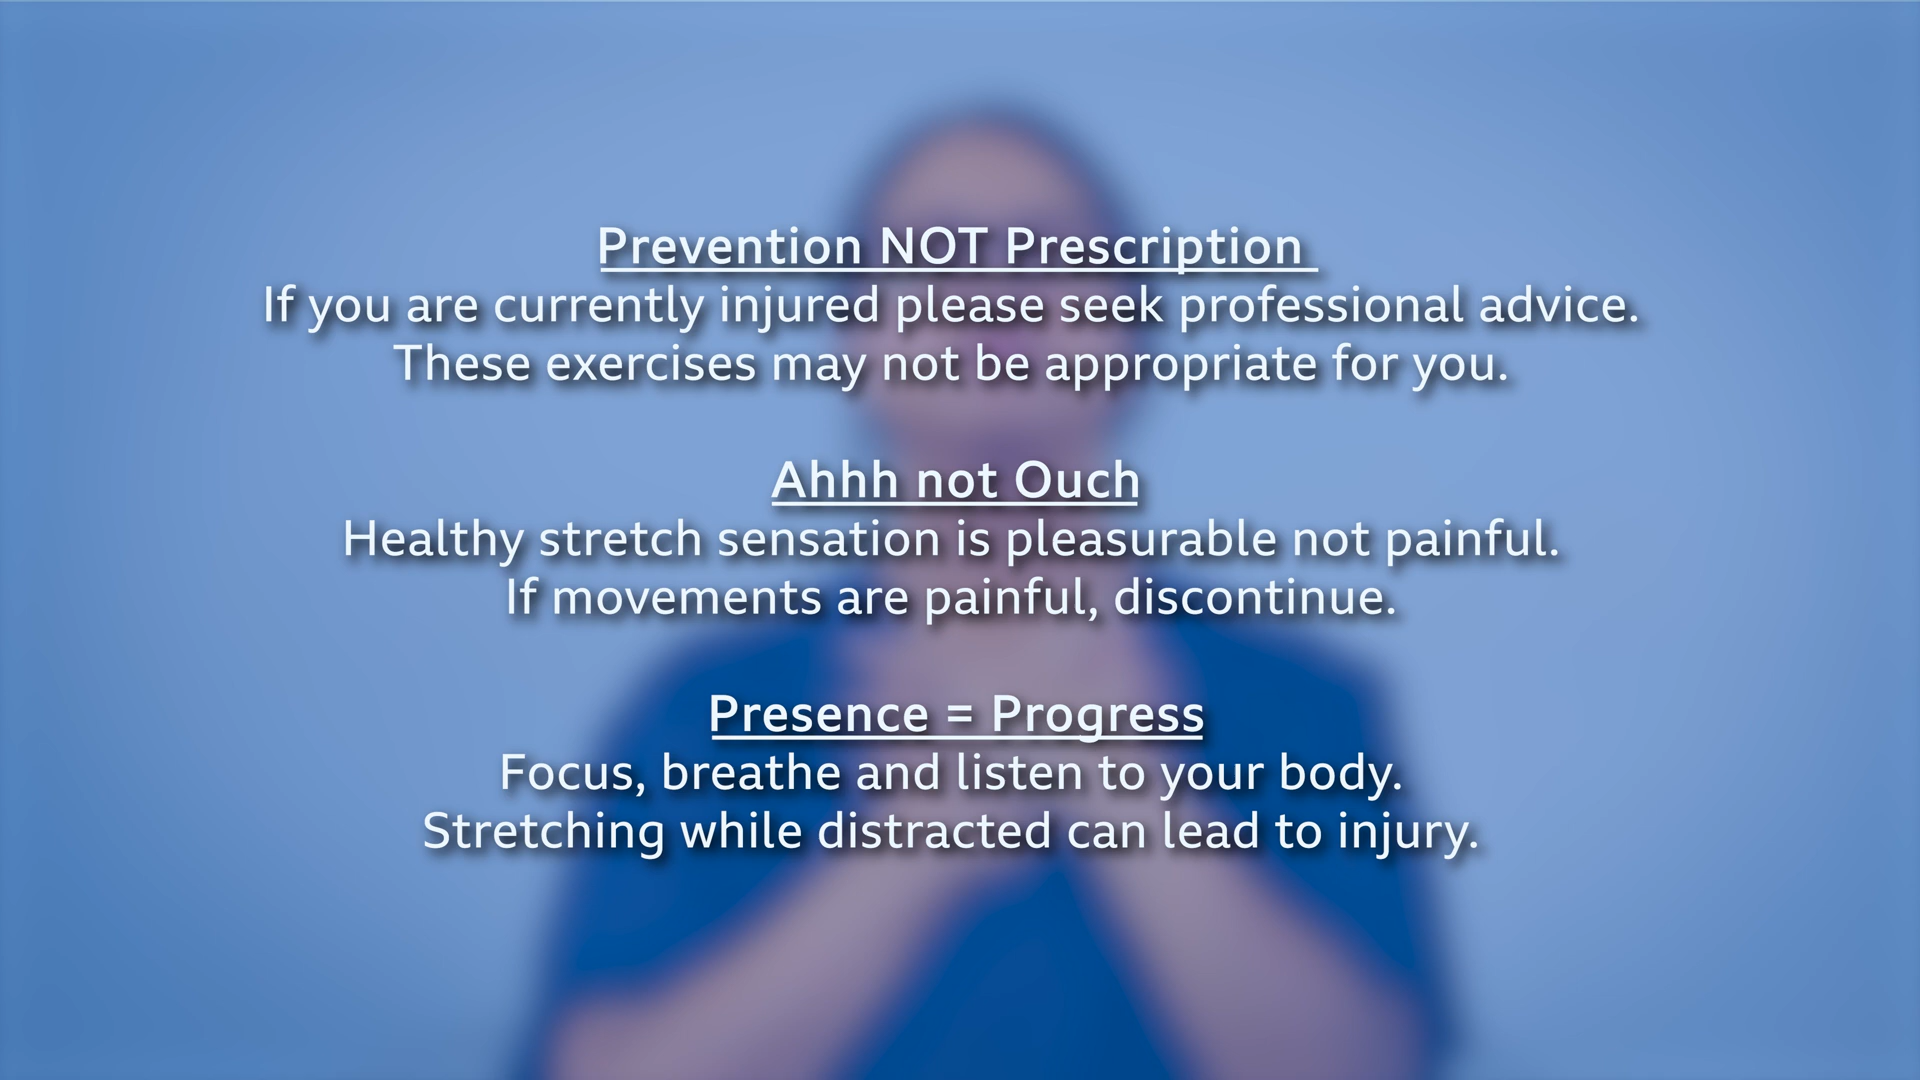 Prevention NOT Prescription
If you are currently injured please seek professional advice.
These exercises may not be appropriate for you.
Ahhh not Ouch
Healthy stretch sensation is pleasurable not painful.
If movements are painful, discontinue.
Presence = Progress
Focus, breathe and listen to your body.
Stretching while distracted can lead to injury.